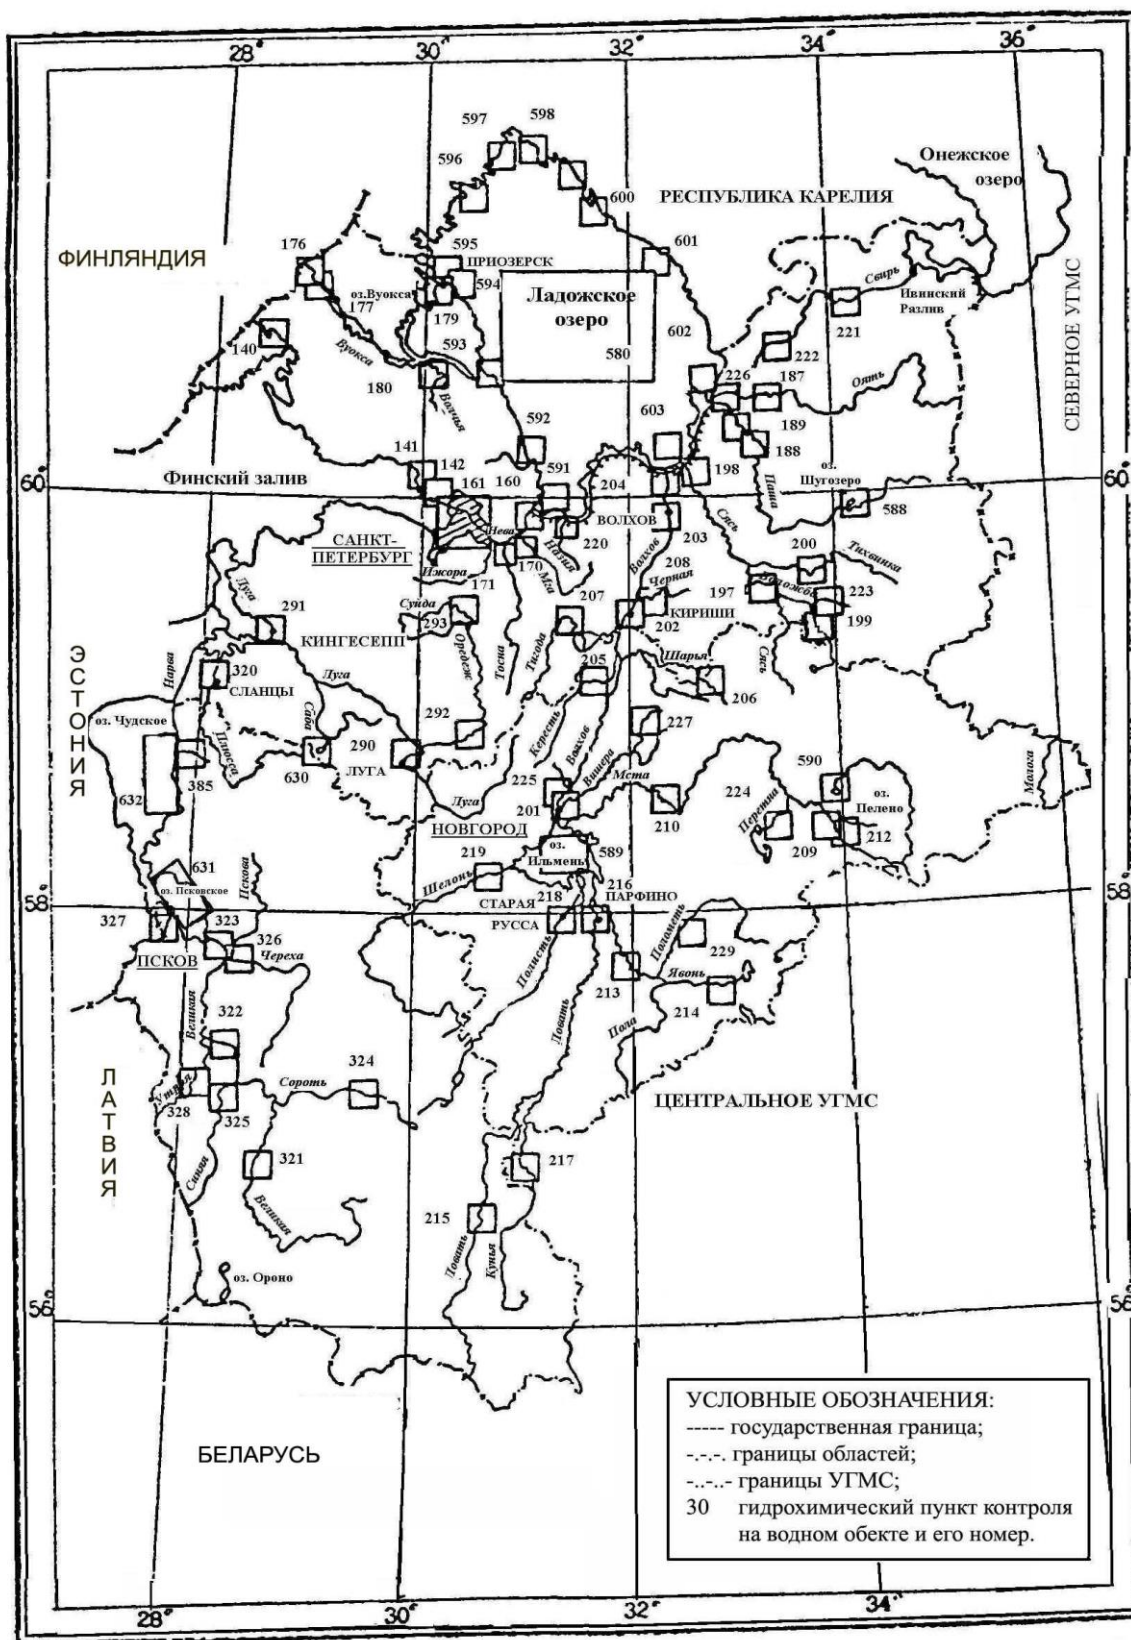 28°
30°
32°
34°
36°
597
598
596
600
Онежское
озеро
РЕСПУБЛИКА КАРЕЛИЯ
ФИНЛЯНДИЯ
176
595
ПРИОЗЕРСК
594
601
Свирь
Ивинский
Разлив
СЕВЕРНОЕ УГМС
оз.Вуокса
177
179
Ладожское
озеро
580
602
221
222
140
Вуокса
593
180
Волчья
226
187
Оять
189
188
603
592
141
142
Финский залив
161
160
591
204
198
оз.
Шугозеро
60°
60°
588
Паша
САНКТ-
ПЕТЕРБУРГ
Нева
ВОЛХОВ
203
Сясь
220
Назия
170
Мга
Ижора
171
Волхов
208
Черная
200
Тихвинка
197
Воложба
223
199
Луга
291
КИНГЕСЕПП
Суйда
293
Оредеж
207
Тигода
Тосна
КИРИШИ
202
Шарья
206
Сясь
205
ЭСТОНИЯ
Нарва
320
СЛАНЦЫ
Луга
Саба
292
290
ЛУГА
630
Плюсса
385
оз. Чудское
632
Кересть
Волхов
Вишера
227
Мста
225
201
210
Луга
НОВГОРОД
224
Перетна
209
590
оз.
Пелено
212
Молога
оз.
Ильмень
589
219
Шелонь
216
218
СТАРАЯ
РУССА
ПАРФИНО
58°
58°
631
оз. Псковское
Пскова
327
323
326
ПСКОВ
Череха
Полисть
Ловать
213
Полометь
229
Явонь
214
Пола
Великая
322
324
Сороть
Утроя
328
325
ЛАТВИЯ
Синяя
321
Великая
ЦЕНТРАЛЬНОЕ УГМС
217
215
Ловать
Кунья
оз. Ороно
56°
56°
БЕЛАРУСЬ
УСЛОВНЫЕ ОБОЗНАЧЕНИЯ:
----- государственная граница;
-.-.-. границы областей;
-..-..- границы УГМС;
30 гидрохимический пункт контроля
на водном обекте и его номер.
28°
30°
32°
34°